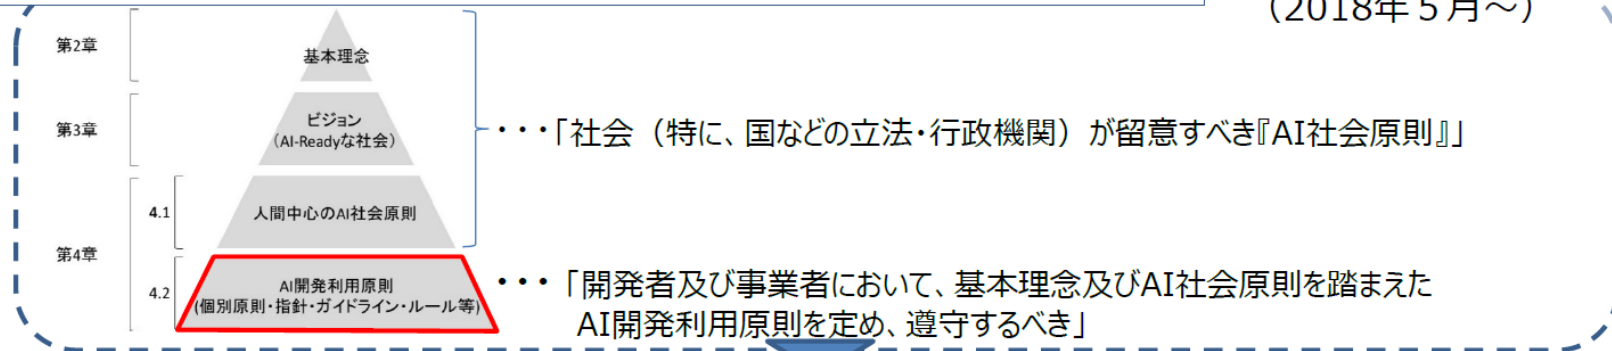 （2018年５月～）
第2章
基本理念
第3章
ビジョン
（AI-Readyな社会）
・・・「社会（特に、国などの立法・行政機関）が留意すべき『AI社会原則』」
4.1
人間中心のAI社会原則
第4章
4.2
AI開発利用原則
(個別原則・指針・ガイドライン・ルール等)
・・・「開発者及び事業者において、基本理念及びAI社会原則を踏まえた
AI開発利用原則を定め、遵守するべき」